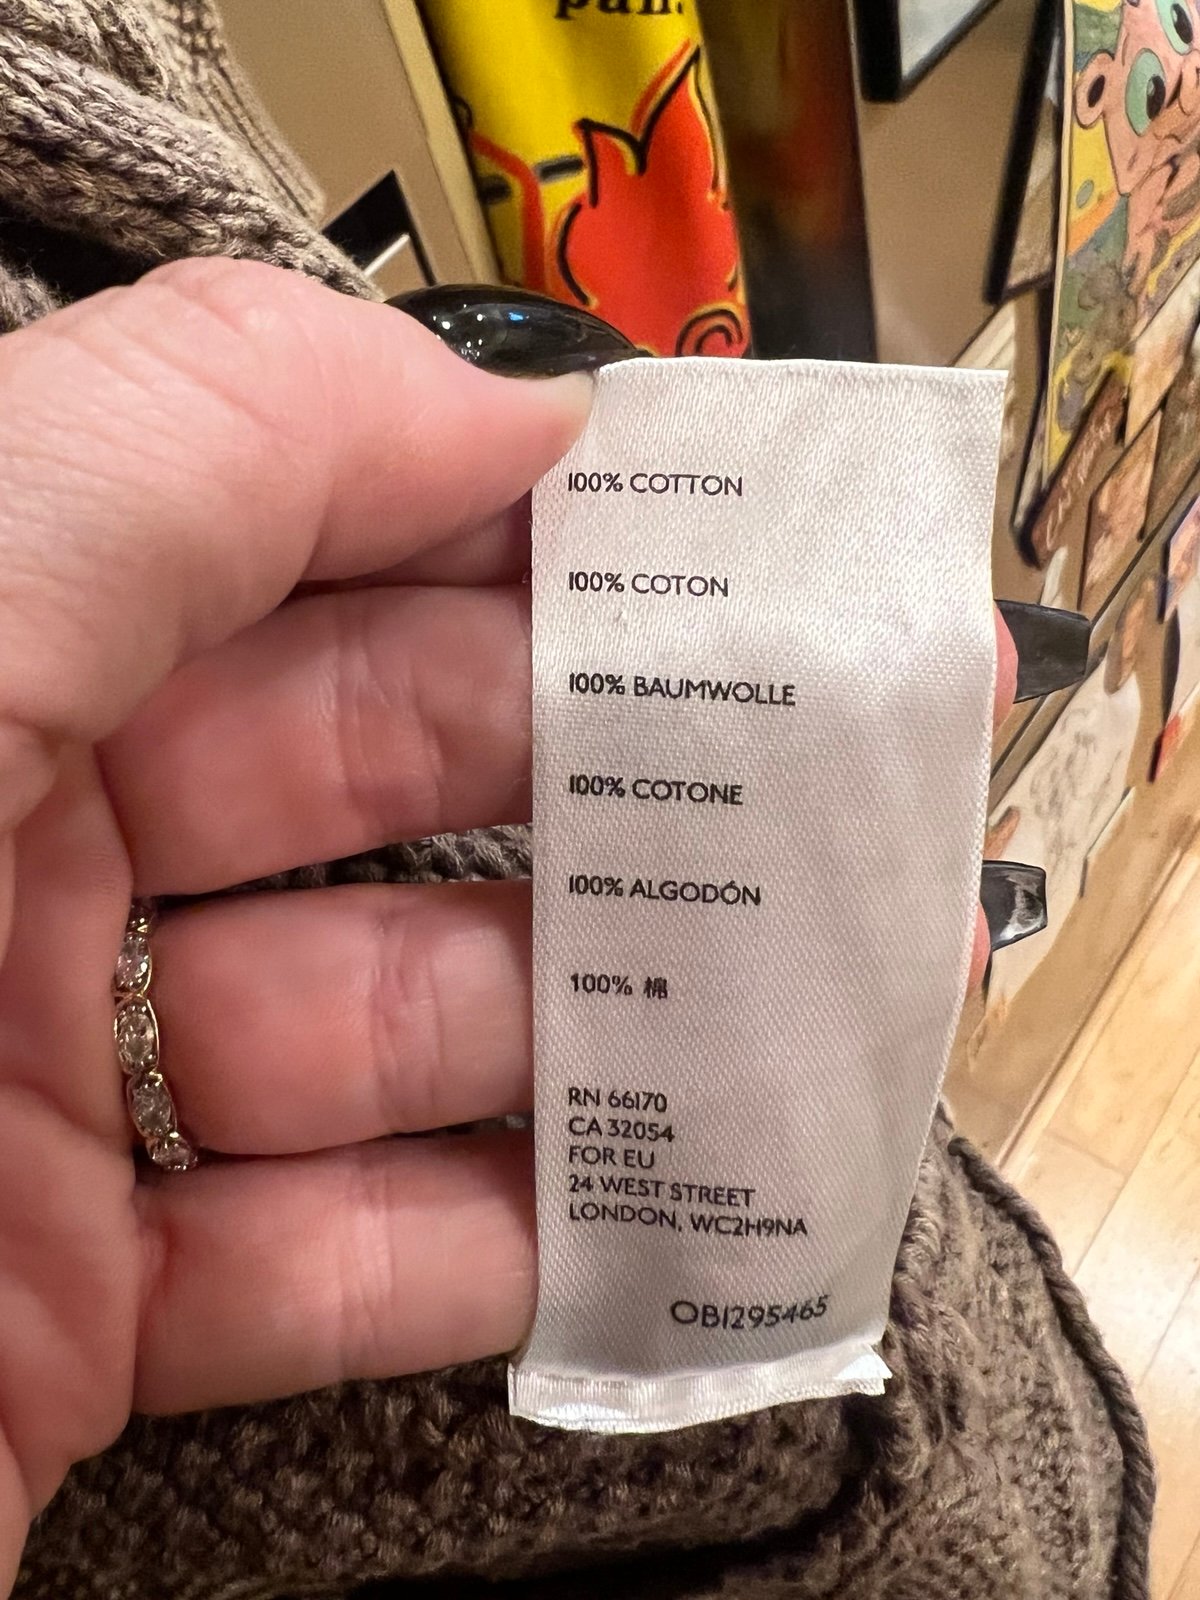 pan.
100% COTTON
100% COTON
100% BAUMWOLLE
100% COTONE
100% ALGODÓN
100% 棉
RN 66170
CA 32054
FOR EU
24 WEST STREET
LONDON, WC2H9NA
OB1295465